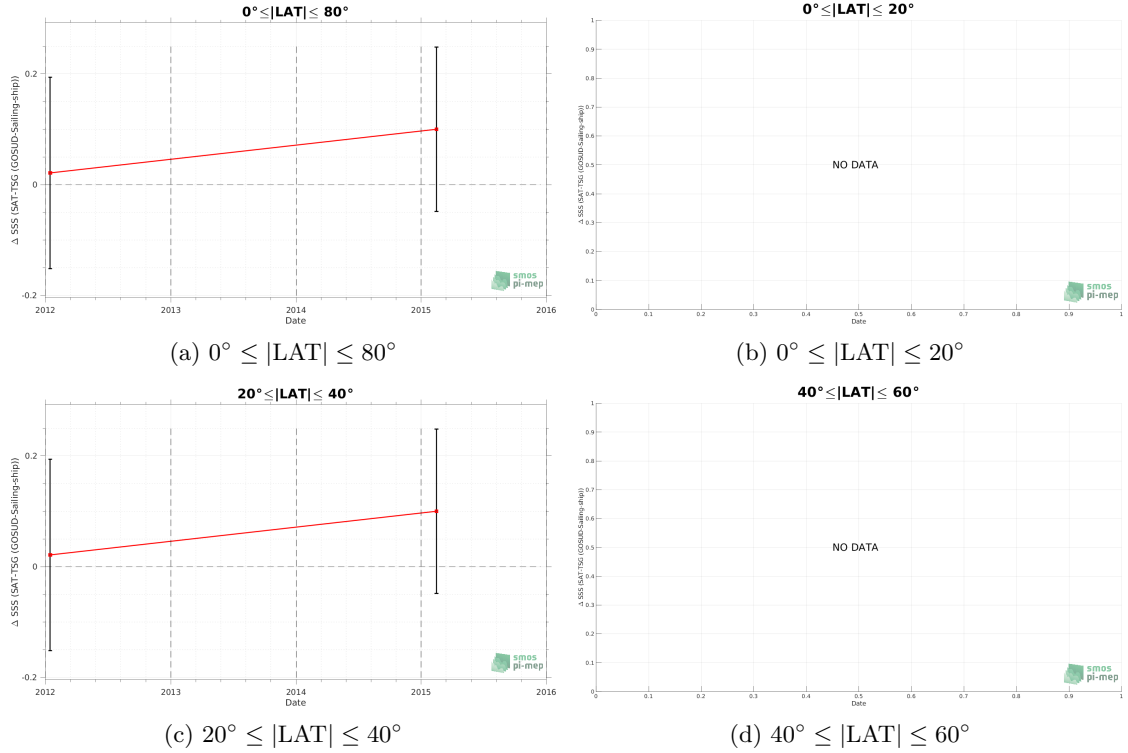 0°≤|LAT|≤ 80°
Δ SSS (SAT-TSG (GOSUD-Sailing-ship))
0.2
0
-0.2
2012 2013 2014 2015 2016
Date
smos
pi-mep
(a) 0° ≤ |LAT| ≤ 80°
0°≤|LAT|≤ 20°
Δ SSS (SAT-TSG (GOSUD-Sailing-ship))
1
0.9
0.8
0.7
0.6
0.5
0.4
0.3
0.2
0.1
0
NO DATA
smos
pi-mep
0 0.1 0.2 0.3 0.4 0.5 0.6 0.7 0.8 0.9 1
Date
(b) 0° ≤ |LAT| ≤ 20°
20°≤|LAT|≤ 40°
Δ SSS (SAT-TSG (GOSUD-Sailing-ship))
0.2
0
-0.2
2012 2013 2014 2015 2016
Date
smos
pi-mep
(c) 20° ≤ |LAT| ≤ 40°
40°≤|LAT|≤ 60°
Δ SSS (SAT-TSG (GOSUD-Sailing-ship))
1
0.9
0.8
0.7
0.6
0.5
0.4
0.3
0.2
0.1
0
NO DATA
smos
pi-mep
0 0.1 0.2 0.3 0.4 0.5 0.6 0.7 0.8 0.9 1
Date
(d) 40° ≤ |LAT| ≤ 60°